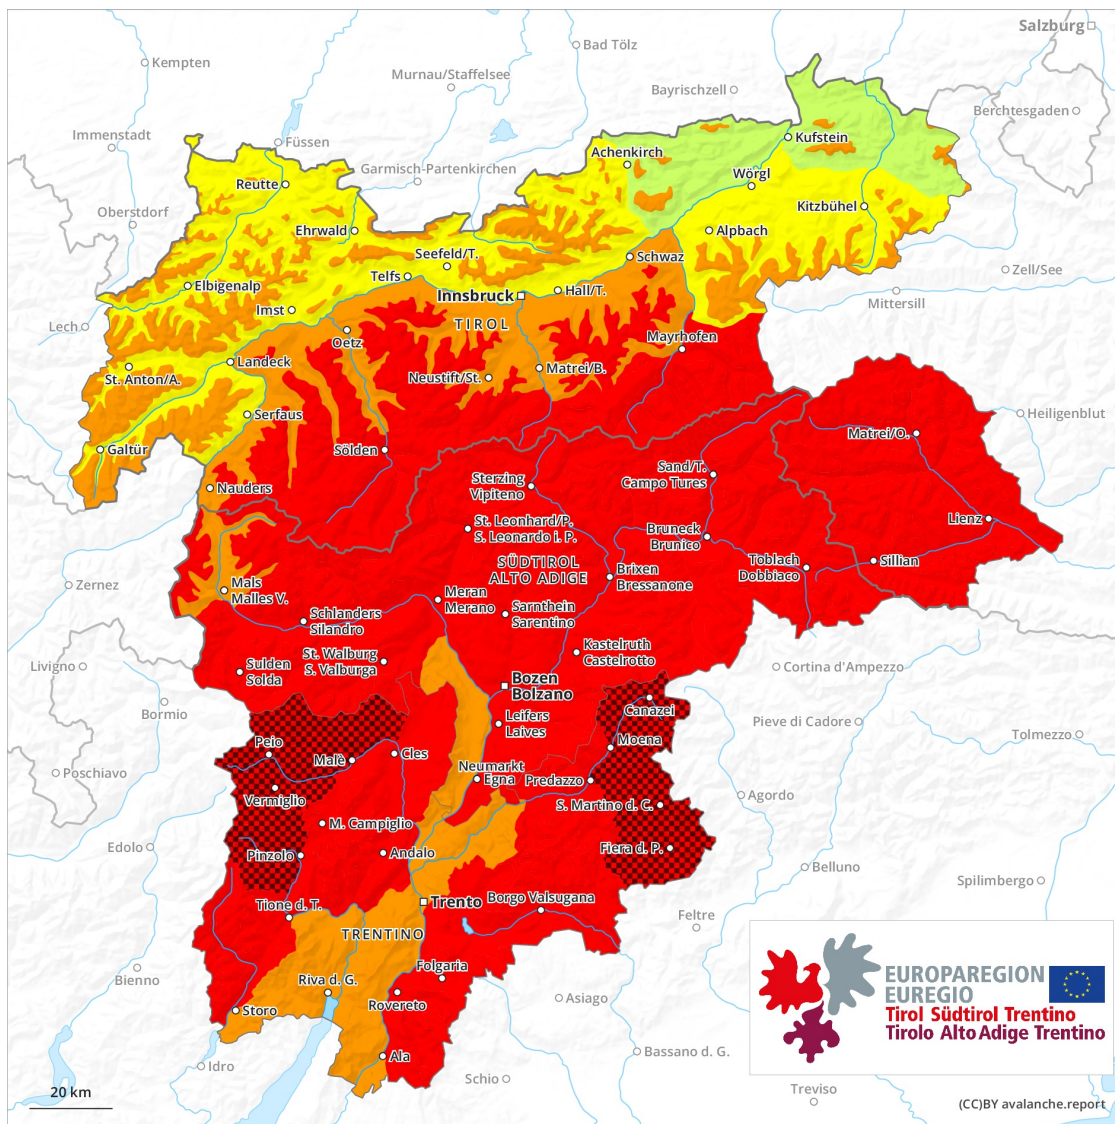 Salzburg
Kempten
Bad Tölz
Murnau/Staffelsee
Bayrischzell
Berchtesgaden
Immenstadt
Füssen
Kufstein
Achenkirch
Garmisch-Partenkirchen
Wörgl
Reutte
Oberstdorf
Kitzbühel
Ehrwald
Alpbach
Seefeld/T.
Schwaz
Telfs
Zell/See
Elbigenalp
Innsbruck
Hall/T.
Mittersill
Imst
TIROL
Lech
Oetz
Mayrhofen
Landeck
St. Anton/A.
Neustift/St.
Matrei/B.
Serfaus
Heiligenblut
Matrei/O.
Galtür
Sölden
Sand/T.
Campo Tures
Sterzing
Vipiteno
Nauders
St. Leonhard/P.
S. Leonardo i. P.
Bruneck
Brunico
Lienz
SÜDTIROL
ALTO ADIGE
Toblach
Dobbiaco
Sillian
Brixen
Bressanone
Zernez
Mals
Malles V.
Meran
Merano
Sarnthein
Sarentino
Schlanders
Silandro
Kastelruth
Castelrotto
St. Walburg
S. Valburga
Livigno
Sulden
Solda
Cortina d'Ampezzo
Bozen
Bolzano
Bormio
Canazei
Leifers
Laives
Pieve di Cadore
Tolmezzo
Peio
Moena
Malè
Cles
Poschiavo
Neumarkt
Egna
Predazzo
Vermiglio
Agordo
S. Martino d. C.
M. Campiglio
Edolo
Pinzolo
Andalo
Fiera d. P.
Belluno
Spilimbergo
Trento
Borgo Valsugana
Tione d. T.
Feltre
TRENTINO
Folgaria
Bienno
Riva d. G.
Rovereto
Asiago
Storo
EUROPAREGION
EUREGIO
Tirol Südtirol Trentino
Tirolo Alto Adige Trentino
Ala
Bassano d. G.
Idro
Schio
Treviso
20 km
(CC)BY avalanche.report